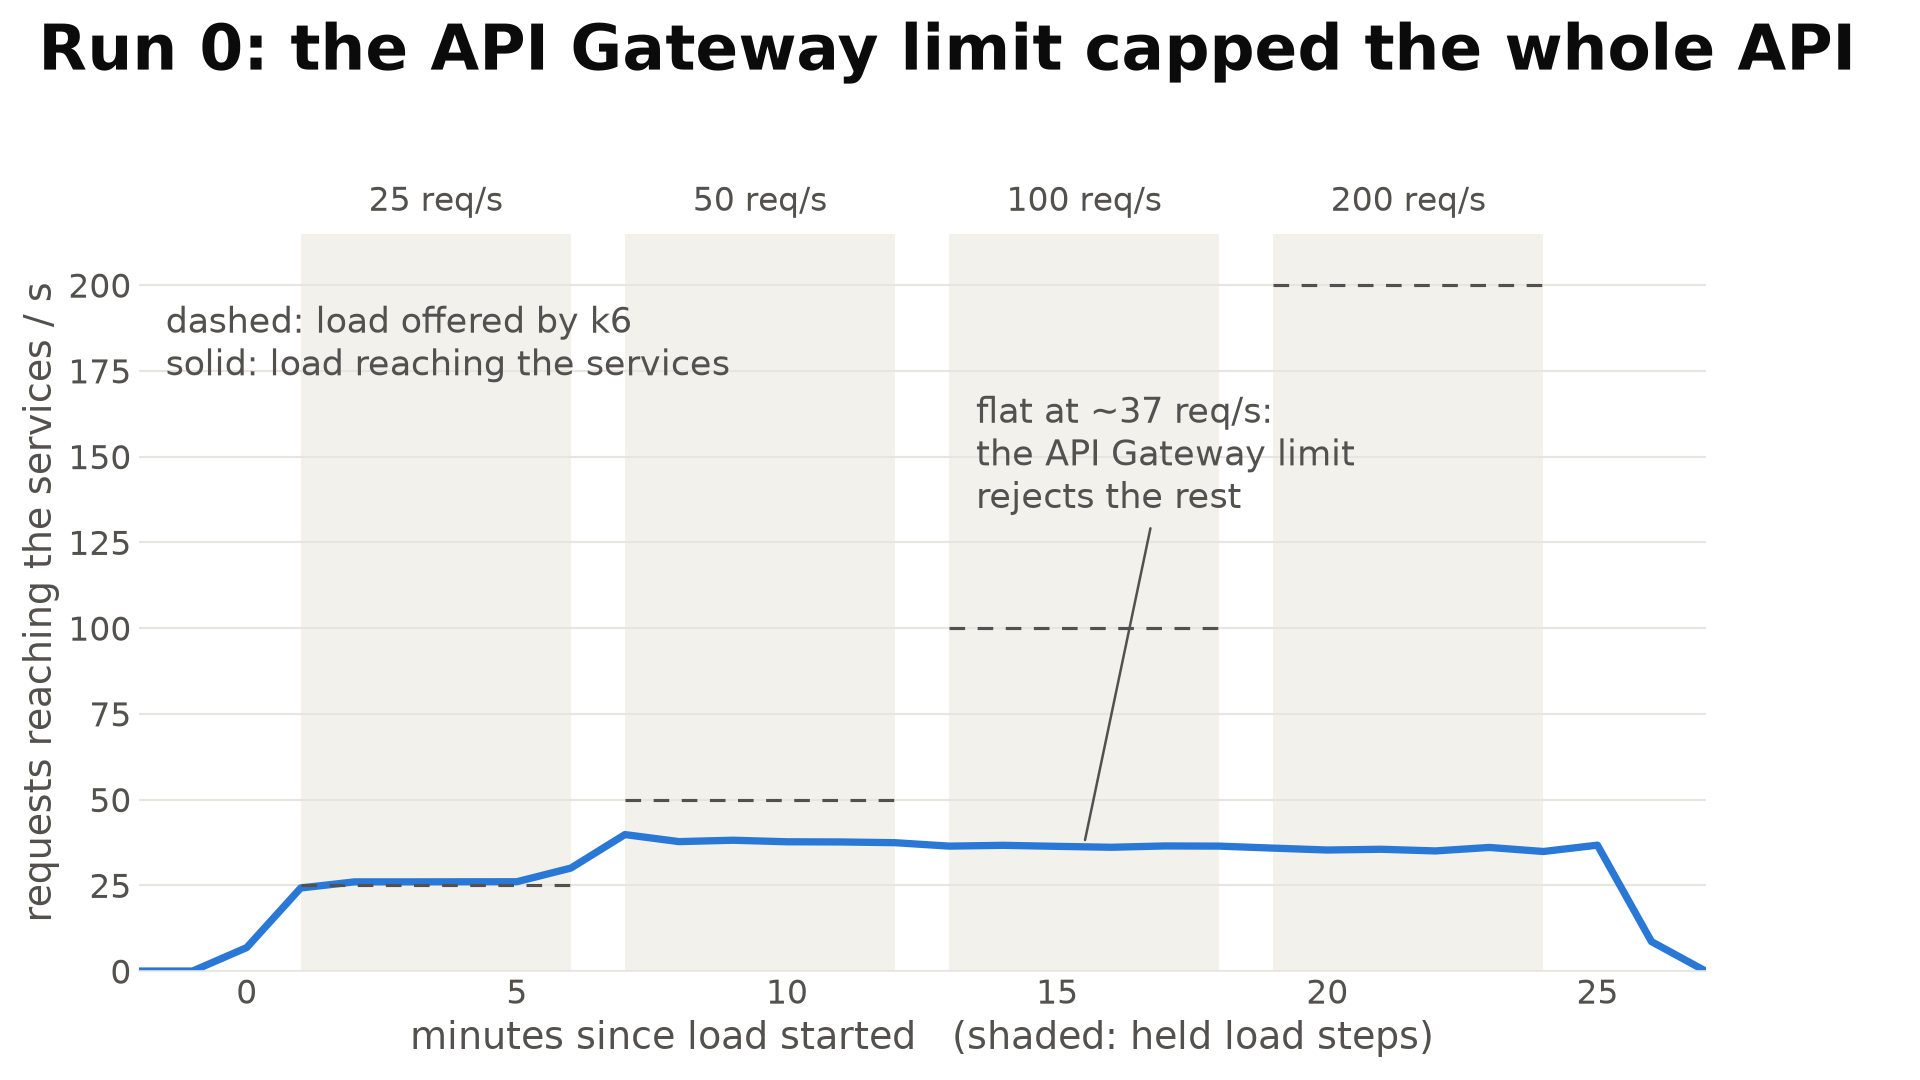 Run 0: the API Gateway limit capped the whole API
25 req/s
50 req/s
100 req/s
200 req/s
requests reaching the services / s
200
175
150
125
100
75
50
25
0
dashed: load offered by k6
solid: load reaching the services
flat at ~37 req/s:
the API Gateway limit
rejects the rest
0
5
10
15
20
25
minutes since load started (shaded: held load steps)